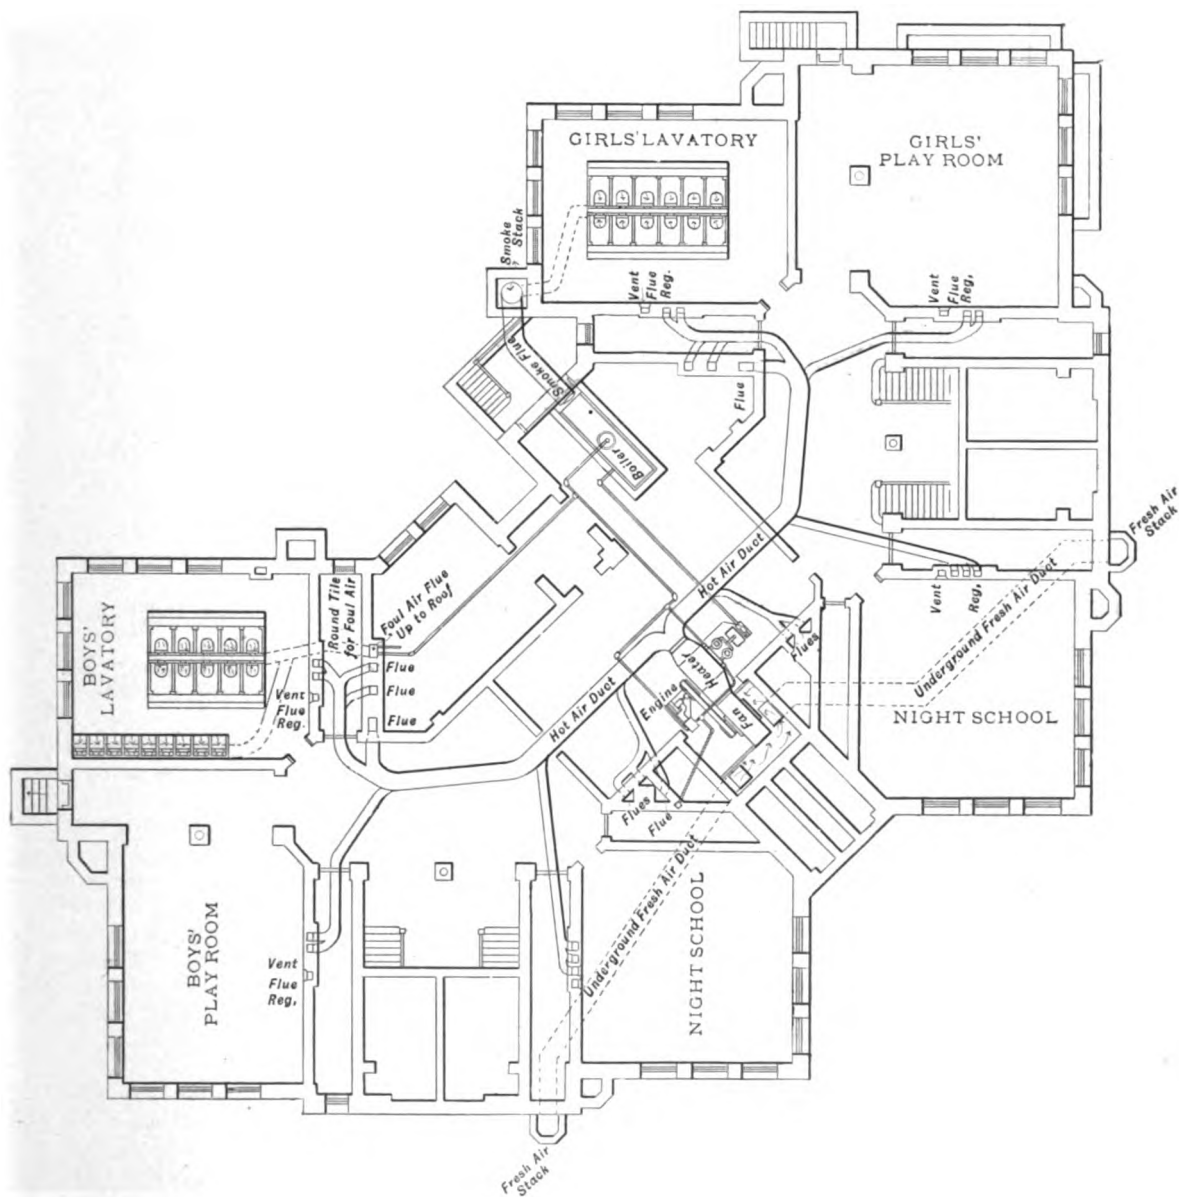 GIRLS' LAVATORY
GIRLS'
PLAY ROOM
Smoke
Stack
Vent
Flue
Reg.
Vent
Flue
Reg.
Smoke Flue
Flue
Boiler
Fresh Air
Stack
Hot Air Duct
Vent
Reg.
Underground Fresh Air Duct
BOYS'
LAVATORY
Round Tile
for Foul Air
Foul Air Flue
Up to Roof
Flue
Flue
Flue
Vent
Flue
Reg.
Heater
Flues
Engine
Fan
NIGHT SCHOOL
Hot Air Duct
Flues
Flue
Underground Fresh Air Duct
BOYS'
PLAY ROOM
Vent
Flue
Reg.
NIGHT SCHOOL
Fresh Air
Stack